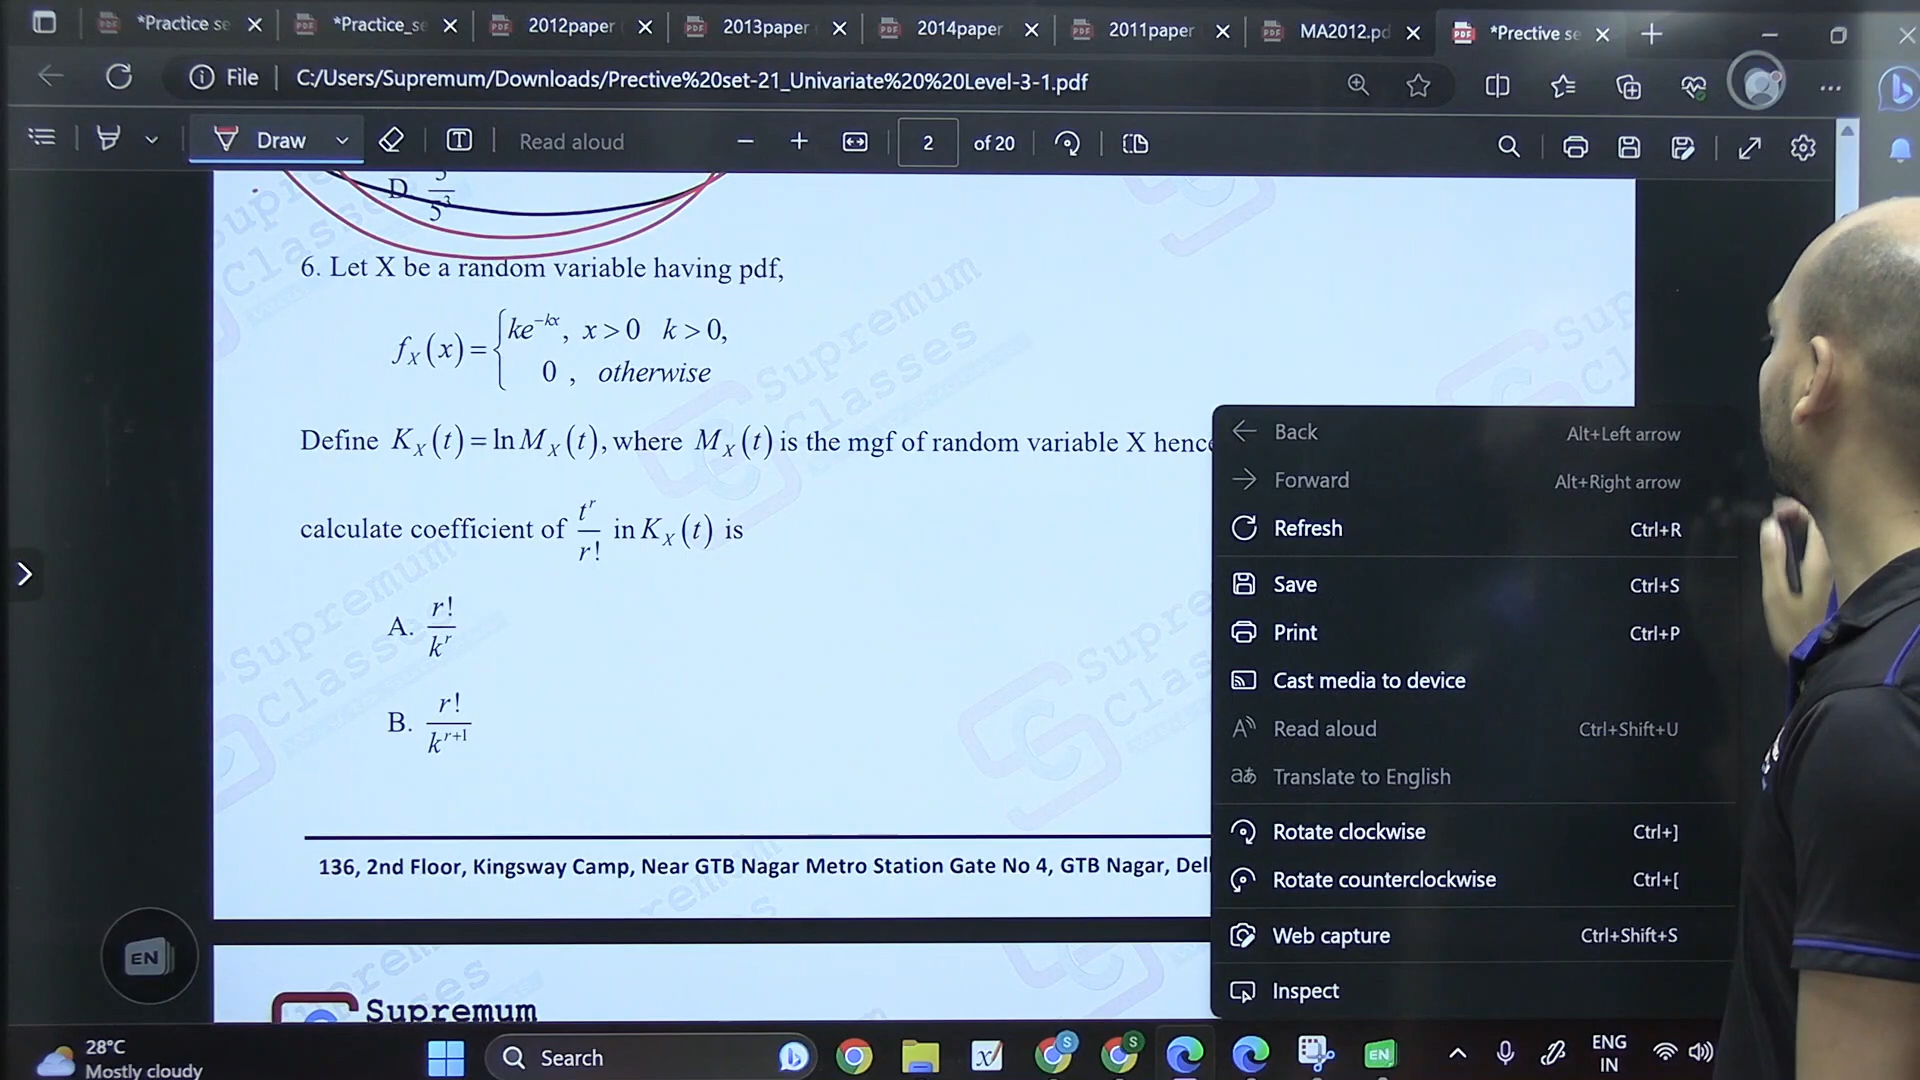 *Practice se
*Practice_se
2012paper
2013paper
2014paper
2011paper
MA2012.pd
*Prective se
File
C:/Users/Supremum/Downloads/Prective%20set-21_Univariate%20%20Level-3-1.pdf
Draw
Read aloud
2
of 20
D. 3/5^3
6. Let X be a random variable having pdf,
f_X(x) = { ke^{-kx}, x > 0 k > 0,
0 , otherwise
Define K_X(t) = ln M_X(t), where M_X(t) is the mgf of random variable X hence
calculate coefficient of t^r/r! in K_X(t) is
A. r!/k^r
B. r!/k^{r+1}
136, 2nd Floor, Kingsway Camp, Near GTB Nagar Metro Station Gate No 4, GTB Nagar, Del
Supremum
Back Alt+Left arrow
Forward Alt+Right arrow
Refresh Ctrl+R
Save Ctrl+S
Print Ctrl+P
Cast media to device
Read aloud Ctrl+Shift+U
Translate to English
Rotate clockwise Ctrl+]
Rotate counterclockwise Ctrl+[
Web capture Ctrl+Shift+S
Inspect
EN
28°C
Mostly cloudy
Search
S
S
EN
ENG
IN
Supremum
Classes